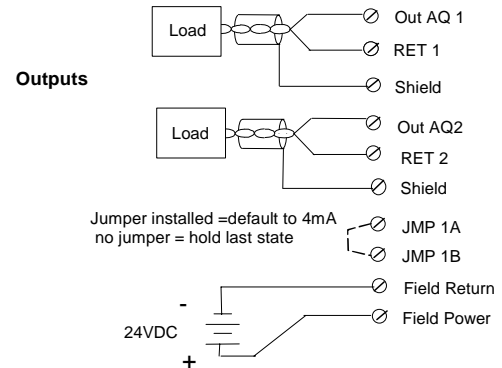 Load
Out AQ 1
RET 1
Outputs
Shield
Load
Out AQ2
RET 2
Shield
Jumper installed =default to 4mA
no jumper = hold last state
JMP 1A
JMP 1B
Field Return
-
24VDC
Field Power
+